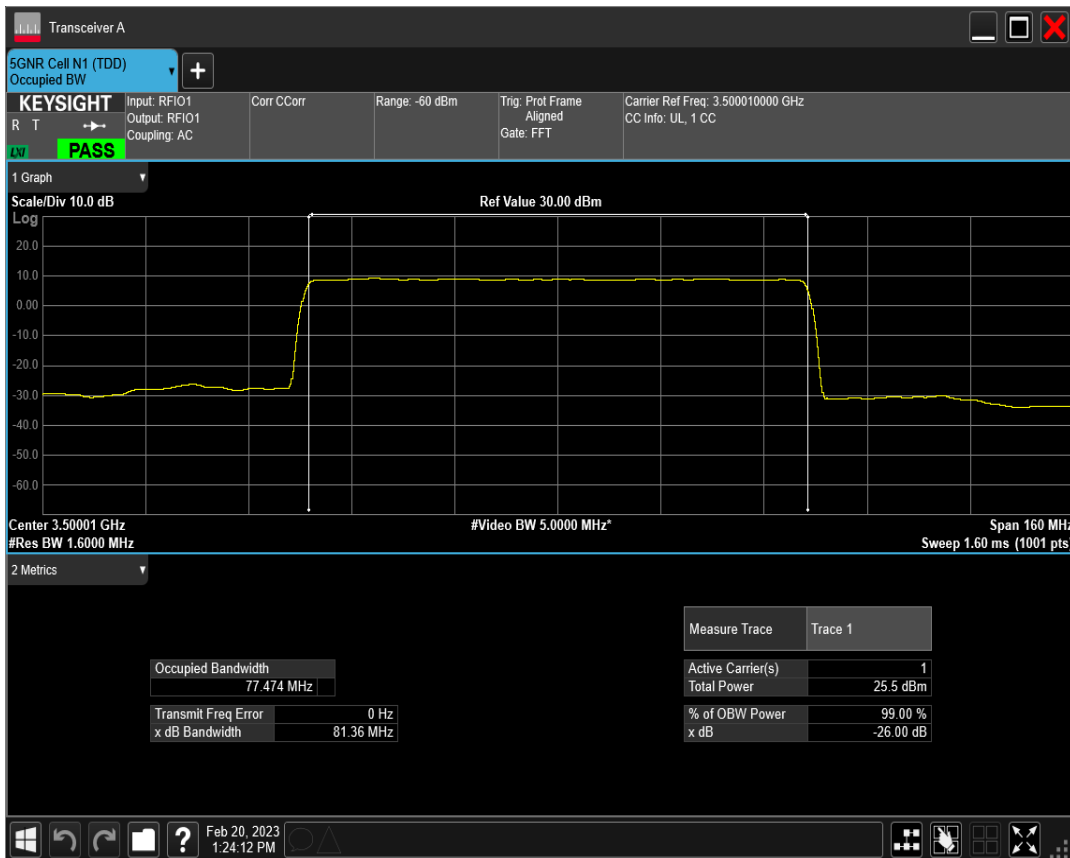 Transceiver A
5GNR Cell N1 (TDD)
Occupied BW
+
KEYSIGHT
R T
LXI
PASS
Input: RFIO1
Output: RFIO1
Coupling: AC
Corr CCorr
Range: -60 dBm
Trig: Prot Frame
Aligned
Gate: FFT
Carrier Ref Freq: 3.500010000 GHz
CC Info: UL, 1 CC
1 Graph
Scale/Div 10.0 dB
Ref Value 30.00 dBm
Log
20.0
10.0
0.00
-10.0
-20.0
-30.0
-40.0
-50.0
-60.0
Center 3.50001 GHz
#Video BW 5.0000 MHz*
Span 160 MHz
#Res BW 1.6000 MHz
Sweep 1.60 ms (1001 pts)
2 Metrics
Measure Trace Trace 1
Occupied Bandwidth
77.474 MHz
Active Carrier(s) 1
Total Power 25.5 dBm
Transmit Freq Error 0 Hz
x dB Bandwidth 81.36 MHz
% of OBW Power 99.00 %
x dB -26.00 dB
?
Feb 20, 2023
1:24:12 PM